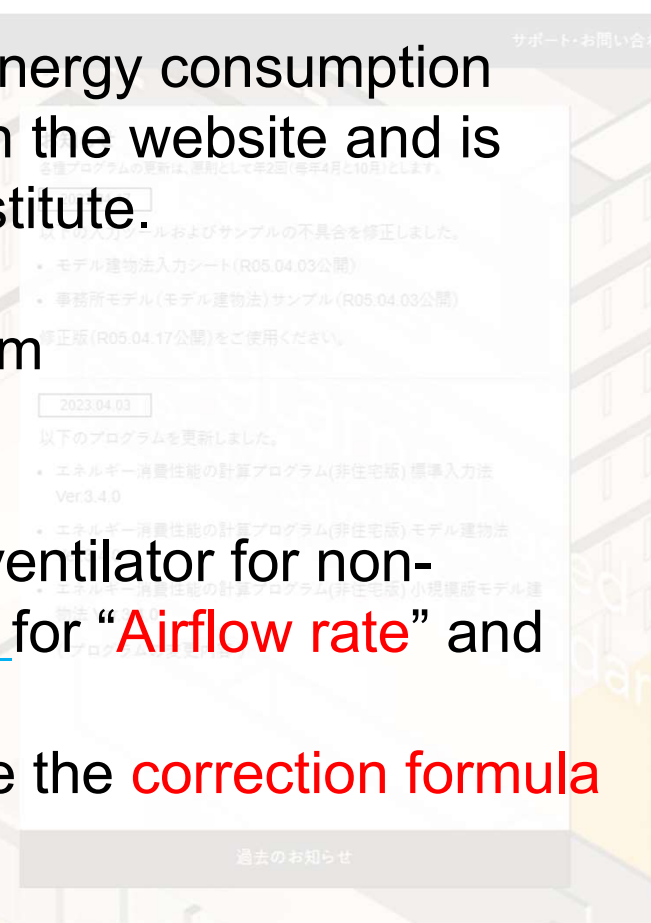 サポート・お問い合わ
nergy consumption
n the website and is
各種プログラムの更新は、原則として年2回(毎年4月と10月)とします。
stitute.
以下の入力ツールおよびサンプルの不具合を修正しました。
• モデル建物法入力シート(R05.04.03公開)
• 事務所モデル(モデル建物法)サンプル(R05.04.03公開)
修正版(R05.04.17公開)をご使用ください。
m
2023.04.03
以下のプログラムを更新しました。
• エネルギー消費性能の計算プログラム(非住宅版) 標準入力法
Ver 3.4.0
• エネルギー消費性能の計算プログラム(非住宅版) モデル建物法
ventilator for non-
• エネルギー消費性能の計算プログラム(非住宅版) 小規模版モデル建
for “Airflow rate” and
e the correction formula
過去のお知らせ